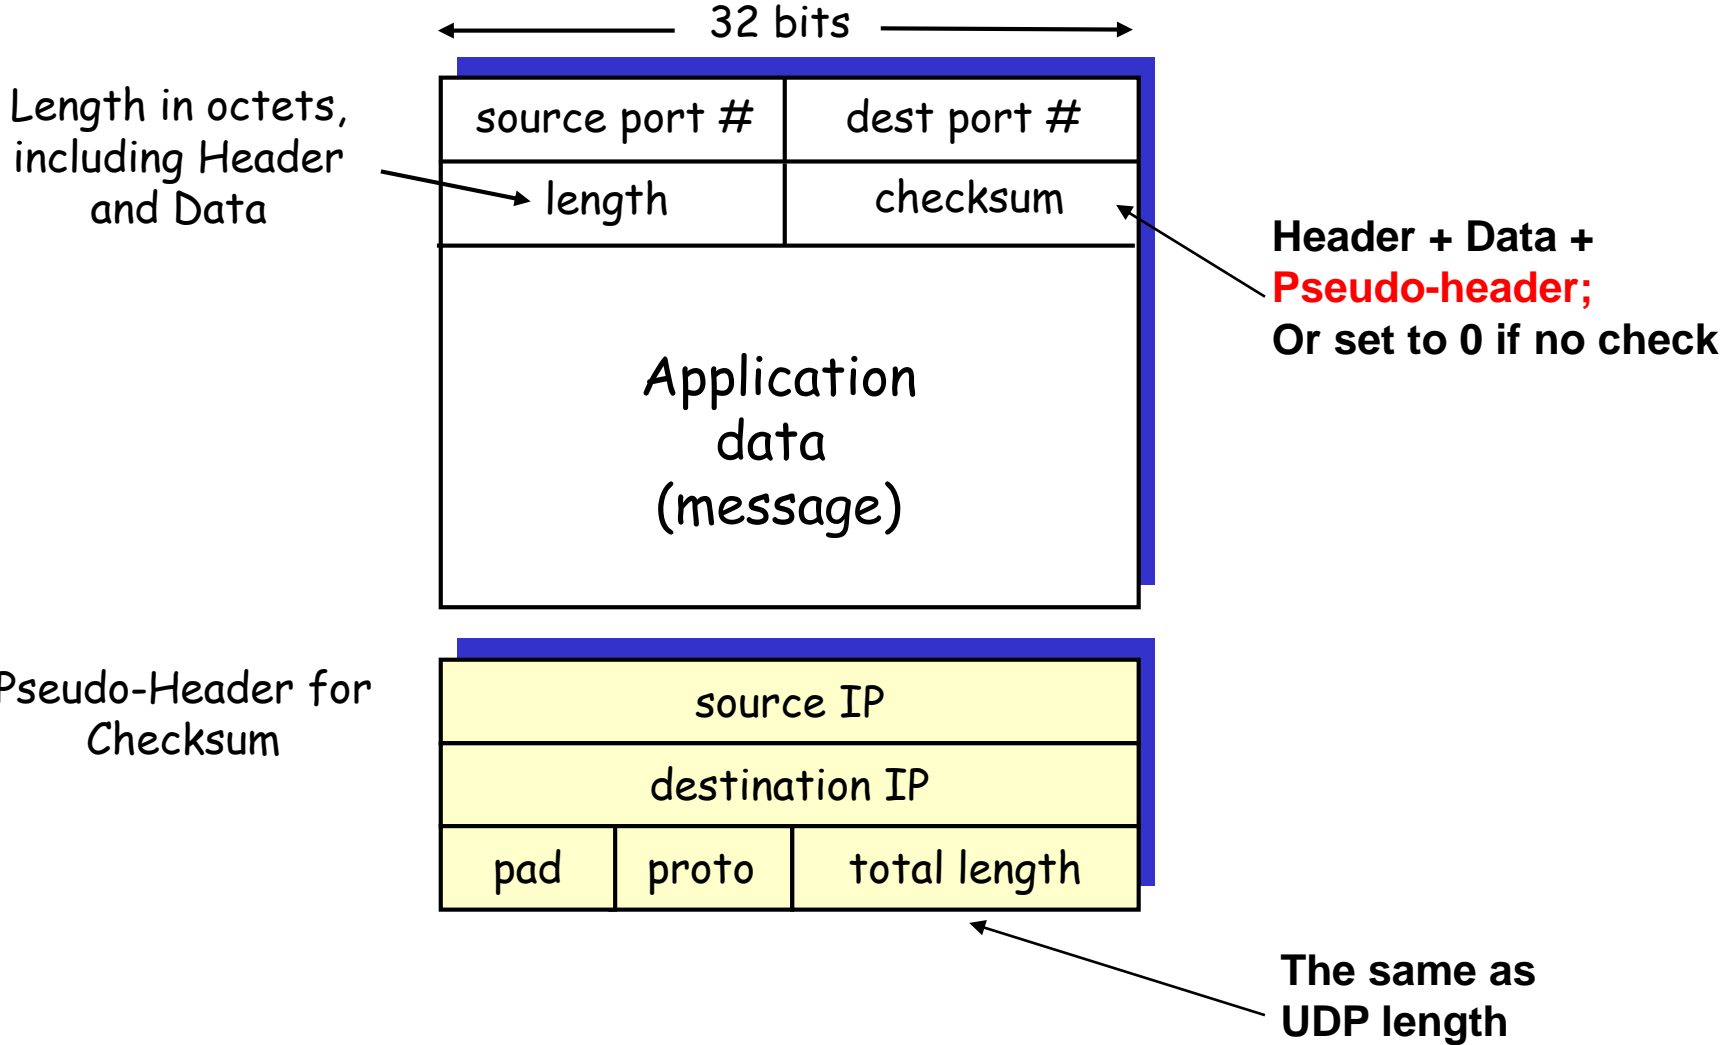 32 bits
Length in octets,
including Header
and Data
source port #
dest port #
length
checksum
Header + Data +
Pseudo-header;
Or set to 0 if no check
Application
data
(message)
Pseudo-Header for
Checksum
source IP
destination IP
pad
proto
total length
The same as
UDP length